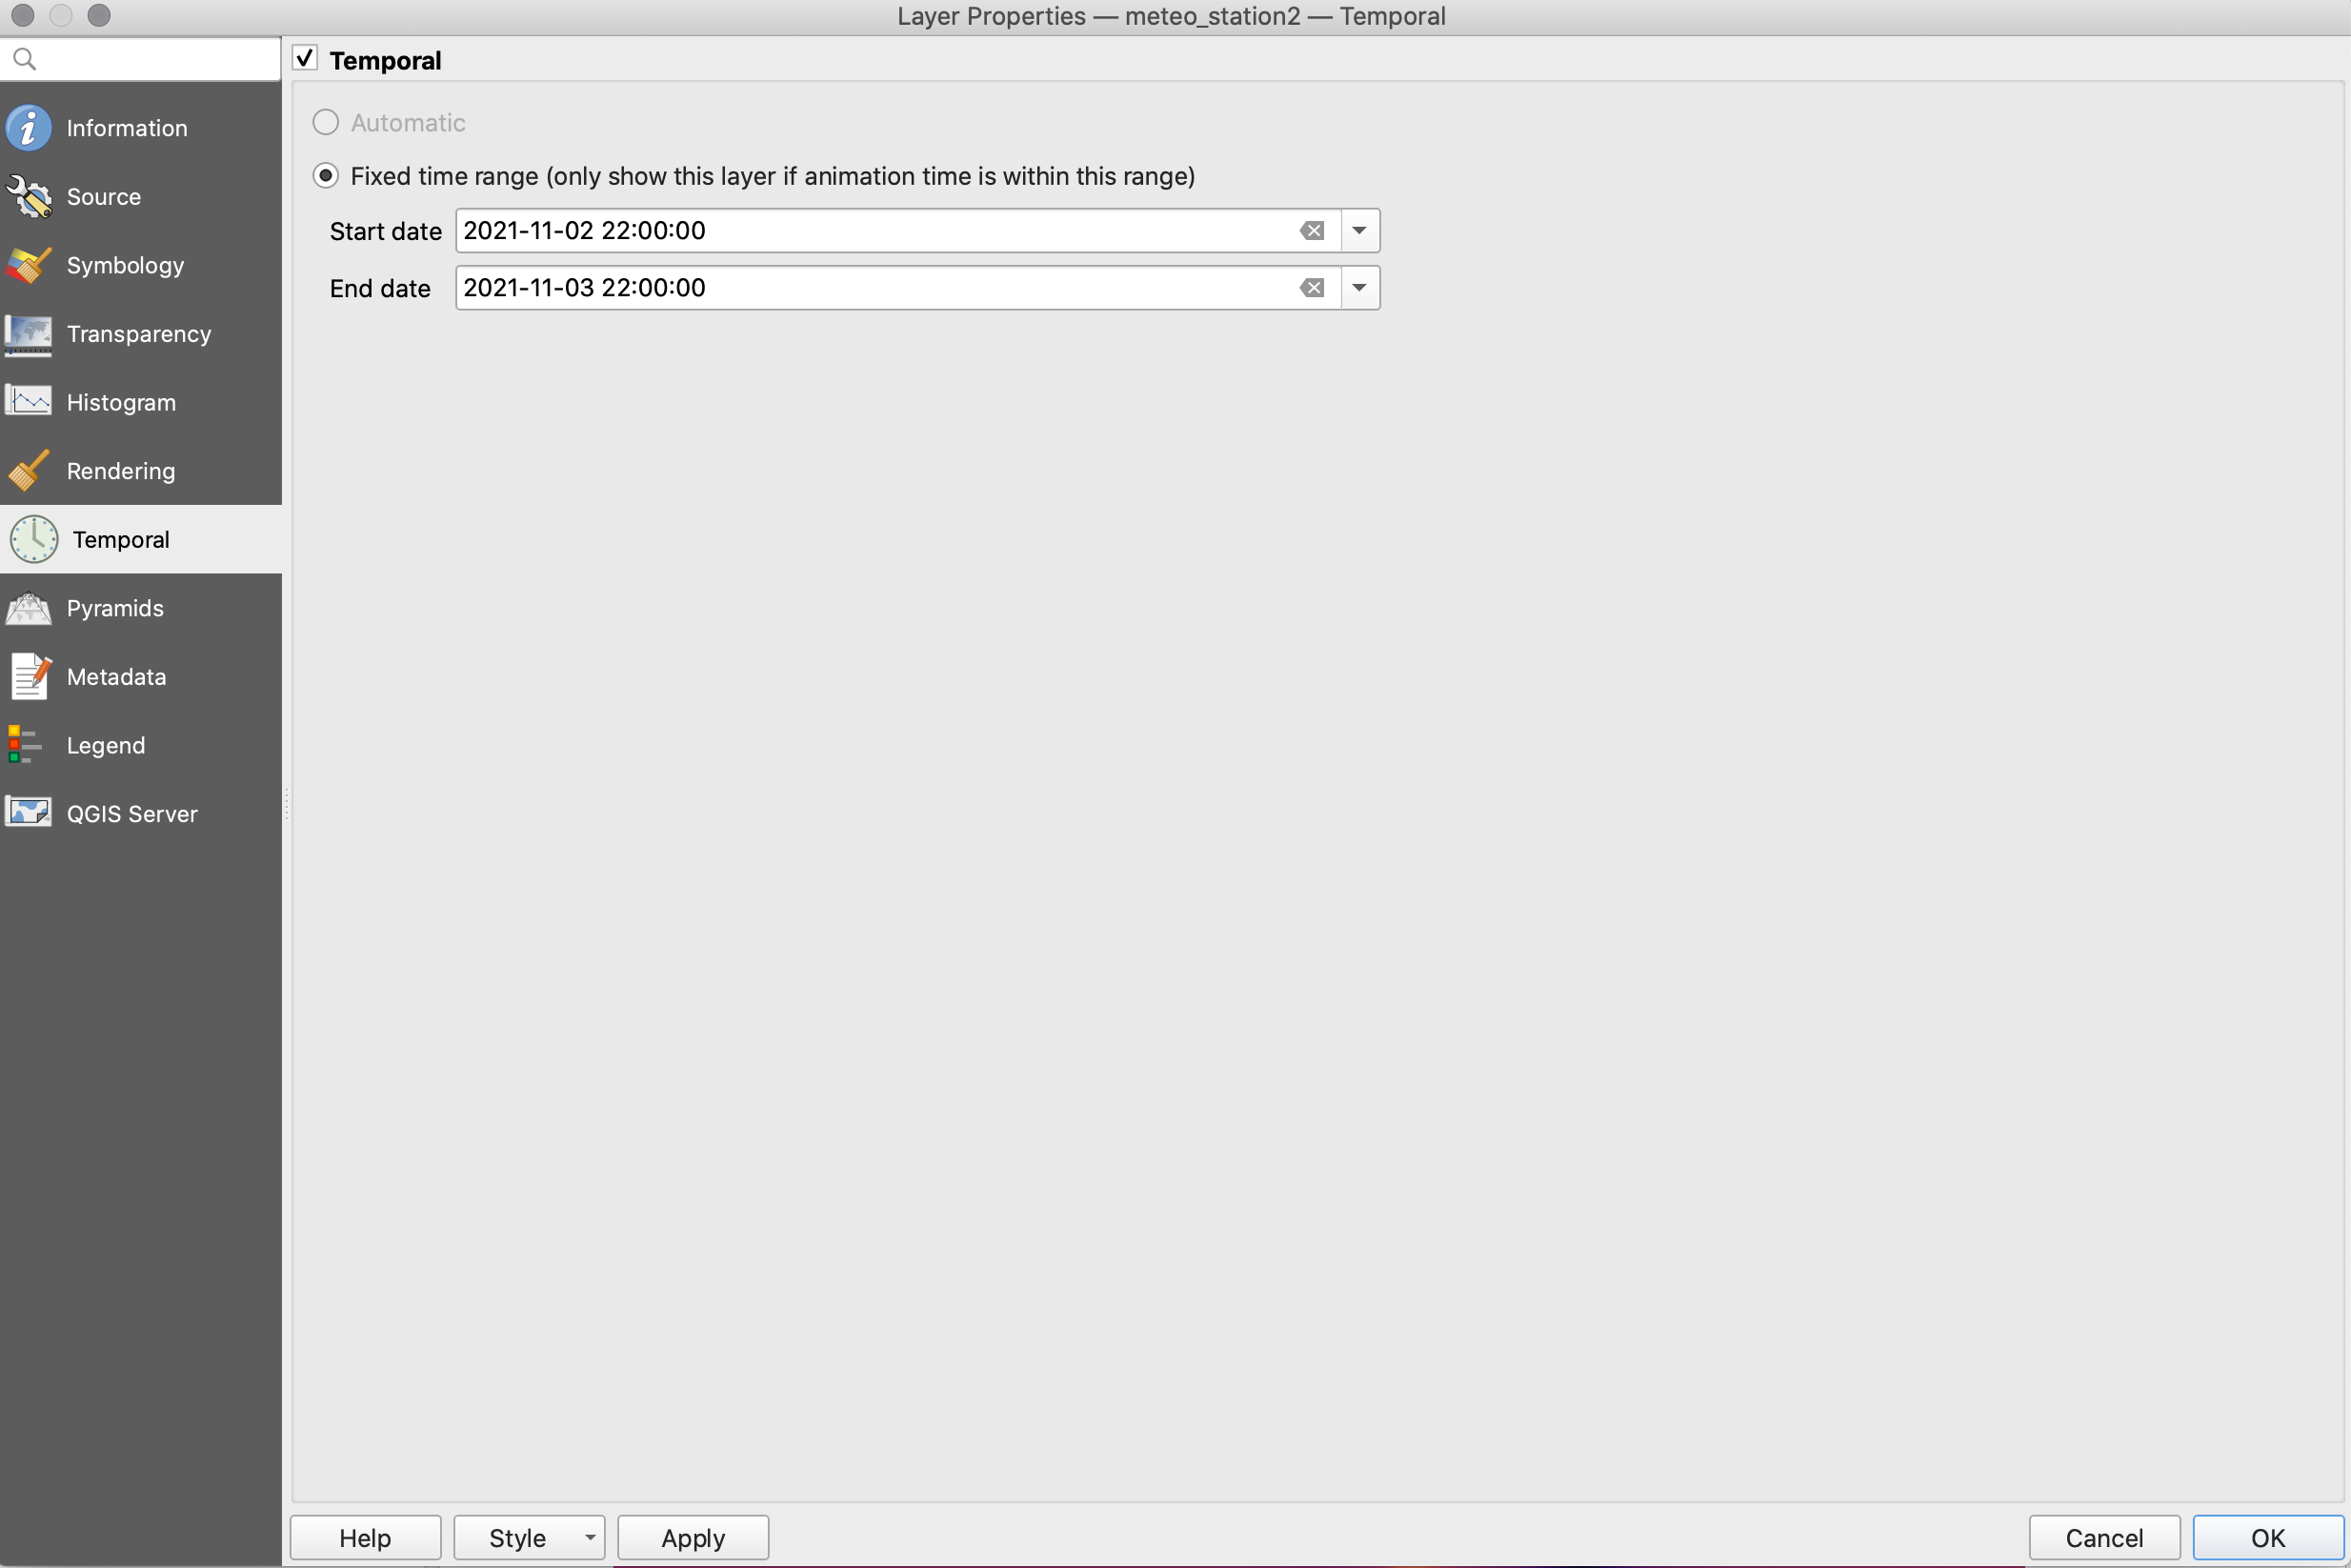 Layer Properties — meteo_station2 — Temporal
Temporal
Information
Source
Symbology
Transparency
Histogram
Rendering
Temporal
Pyramids
Metadata
Legend
QGIS Server
Automatic
Fixed time range (only show this layer if animation time is within this range)
Start date 2021-11-02 22:00:00
End date 2021-11-03 22:00:00
Help Style Apply Cancel OK